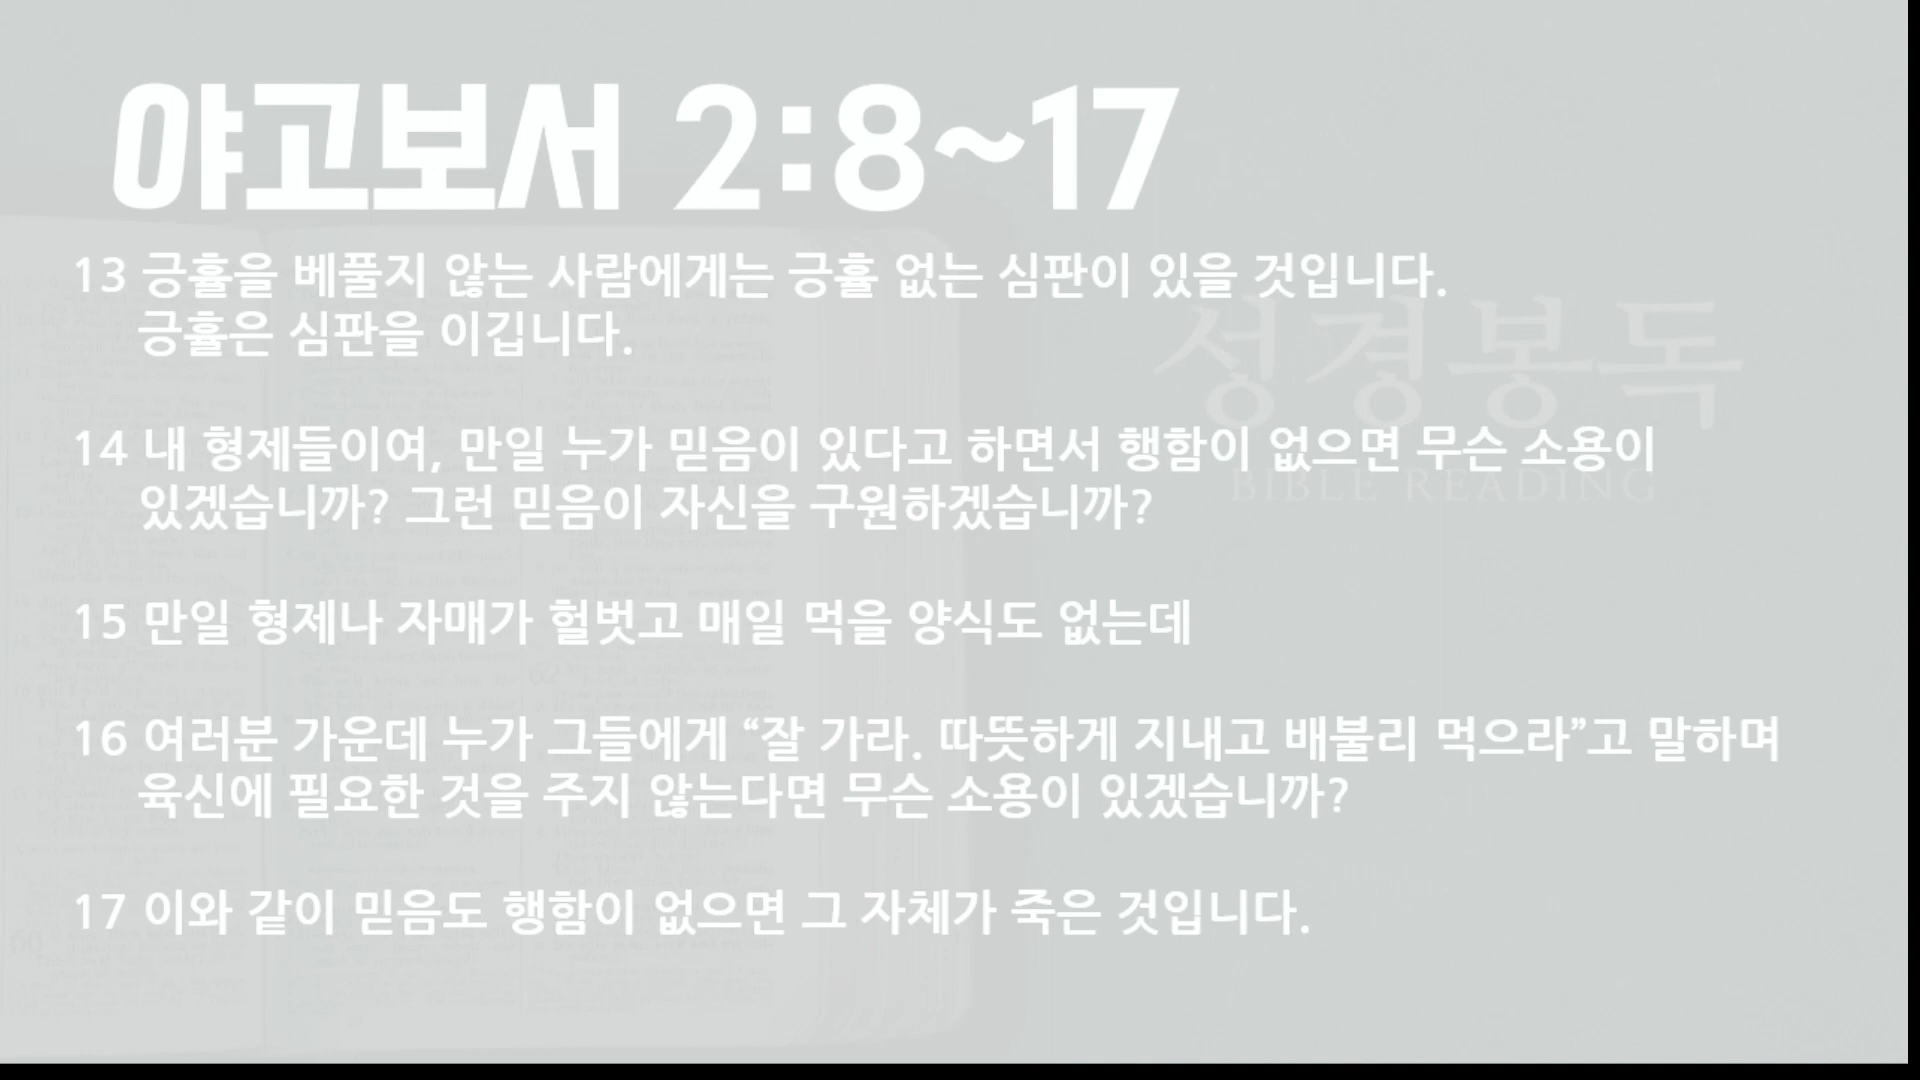 야고보서 2:8~17
13 긍휼을 베풀지 않는 사람에게는 긍휼 없는 심판이 있을 것입니다.
긍휼은 심판을 이깁니다.
성경봉독
14 내 형제들이여, 만일 누가 믿음이 있다고 하면서 행함이 없으면 무슨 소용이
BIBLE READING
있겠습니까? 그런 믿음이 자신을 구원하겠습니까?
15 만일 형제나 자매가 헐벗고 매일 먹을 양식도 없는데
16 여러분 가운데 누가 그들에게 “잘 가라. 따뜻하게 지내고 배불리 먹으라”고 말하며
육신에 필요한 것을 주지 않는다면 무슨 소용이 있겠습니까?
17 이와 같이 믿음도 행함이 없으면 그 자체가 죽은 것입니다.